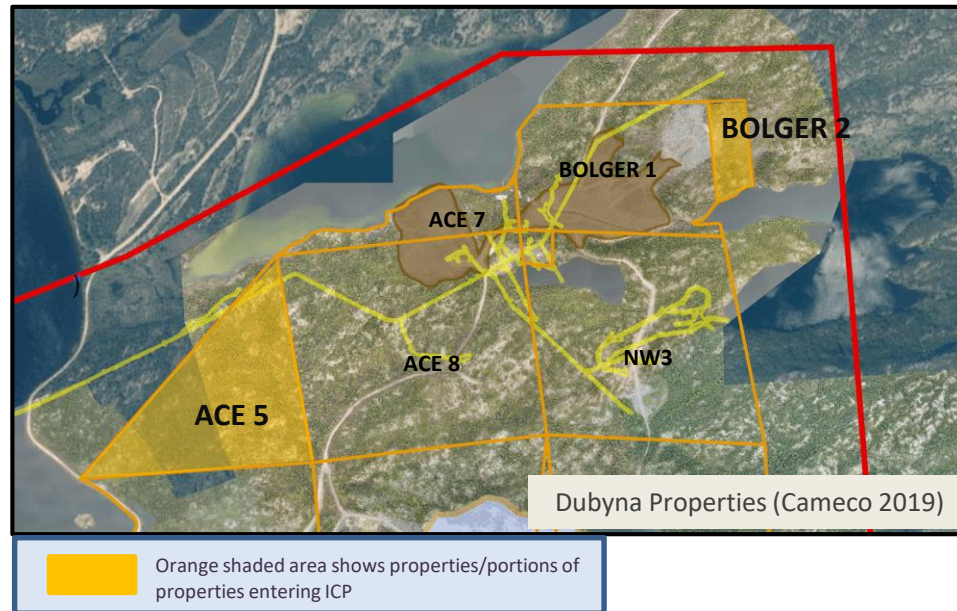 BOLGER 2
BOLGER 1
ACE 7
)
ACE 8
NW3
ACE 5
Dubyna Properties (Cameco 2019)
Orange shaded area shows properties/portions of
properties entering ICP